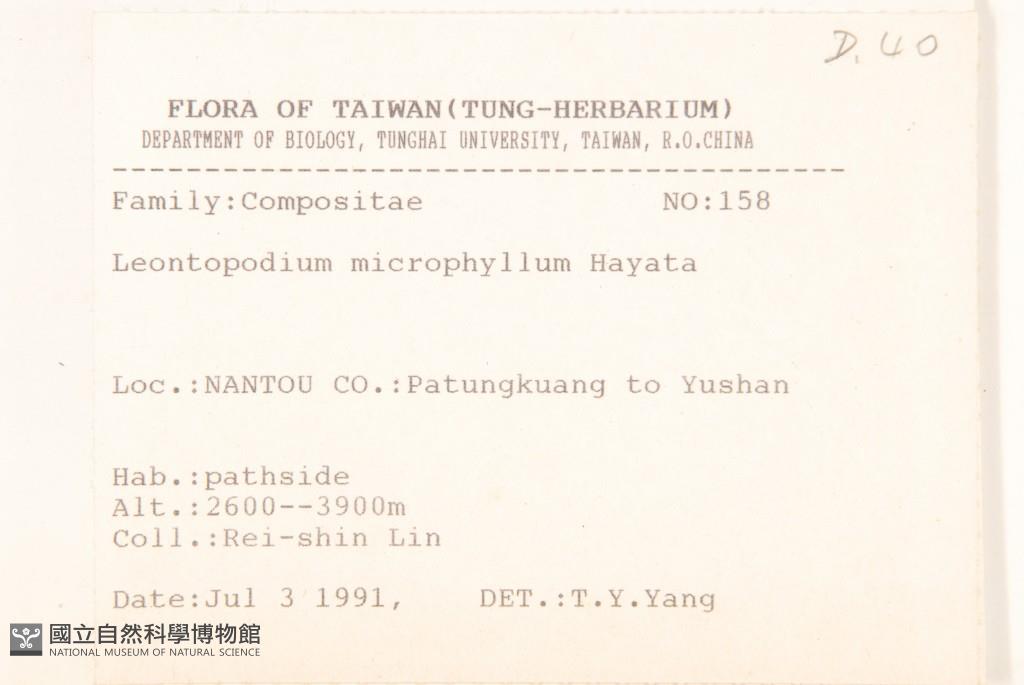 D. 40
FLORA OF TAIWAN(TUNG-HERBARIUM)
DEPARTMENT OF BIOLOGY, TUNGHAI UNIVERSITY, TAIWAN, R.O.CHINA
----------------------------------------
Family:Compositae NO:158
Leontopodium microphyllum Hayata
Loc.:NANTOU CO.:Patungkuang to Yushan
Hab.:pathside
Alt.:2600--3900m
Coll.:Rei-shin Lin
Date:Jul 3 1991, DET.:T.Y.Yang
國立自然科學博物館
NATIONAL MUSEUM OF NATURAL SCIENCE